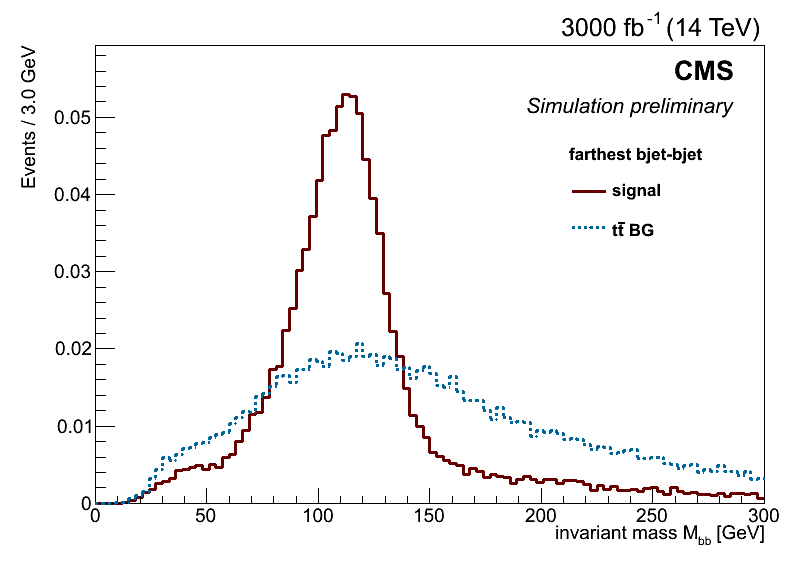 3000 fb⁻¹ (14 TeV)
CMS
Simulation preliminary
farthest bjet-bjet
signal
tt̄ BG
Events / 3.0 GeV
0.05
0.04
0.03
0.02
0.01
0
0 50 100 150 200 250 300
invariant mass M_bb [GeV]